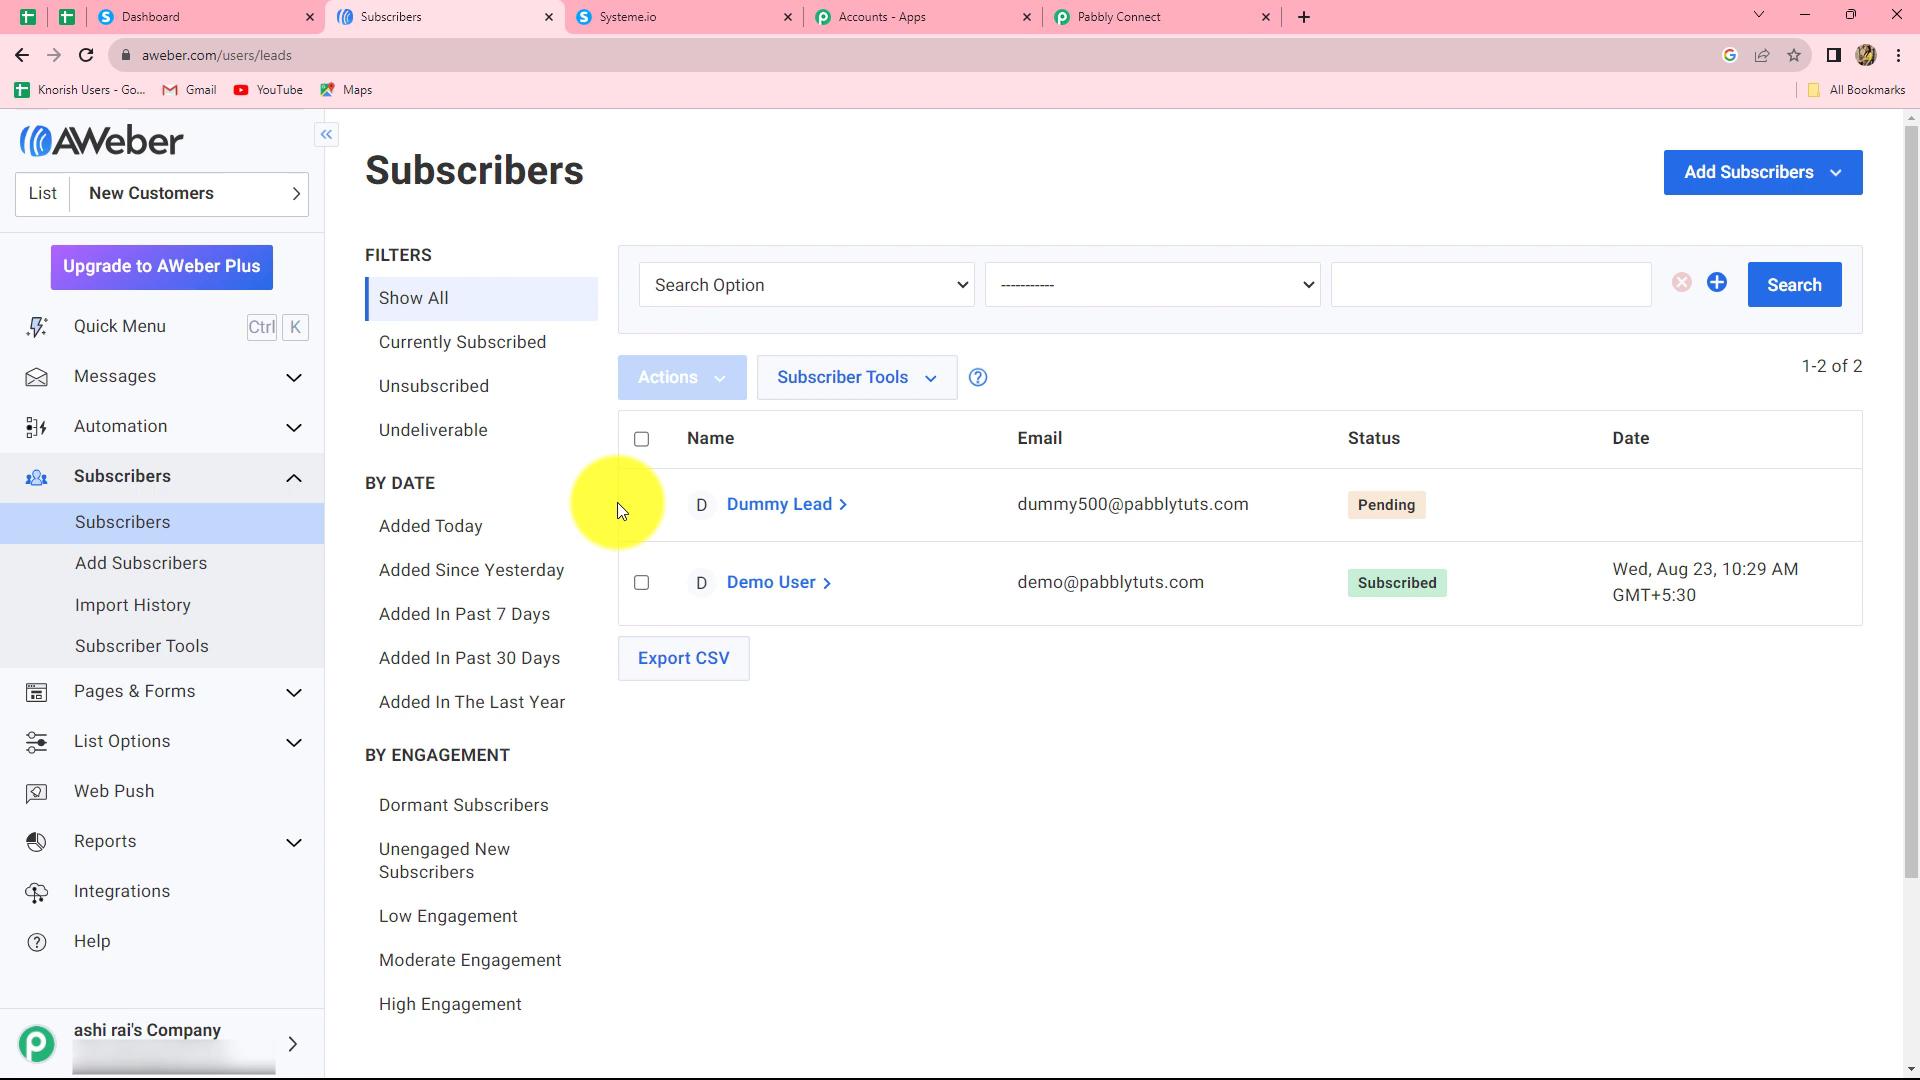 Dashboard
Subscribers
Systeme.io
Accounts - Apps
Pabbly Connect
aweber.com/users/leads
Knorish Users - Go...
Gmail
YouTube
Maps
All Bookmarks
AWeber
List
New Customers
Upgrade to AWeber Plus
Quick Menu
Ctrl
K
Messages
Automation
Subscribers
Subscribers
Add Subscribers
Import History
Subscriber Tools
Pages & Forms
List Options
Web Push
Reports
Integrations
Help
ashi rai's Company
Subscribers
Add Subscribers
FILTERS
Show All
Currently Subscribed
Unsubscribed
Undeliverable
BY DATE
Added Today
Added Since Yesterday
Added In Past 7 Days
Added In Past 30 Days
Added In The Last Year
BY ENGAGEMENT
Dormant Subscribers
Unengaged New
Subscribers
Low Engagement
Moderate Engagement
High Engagement
Search Option
-----------
Search
Actions
Subscriber Tools
1-2 of 2
Name
Email
Status
Date
D
Dummy Lead
dummy500@pabblytuts.com
Pending
D
Demo User
demo@pabblytuts.com
Subscribed
Wed, Aug 23, 10:29 AM
GMT+5:30
Export CSV